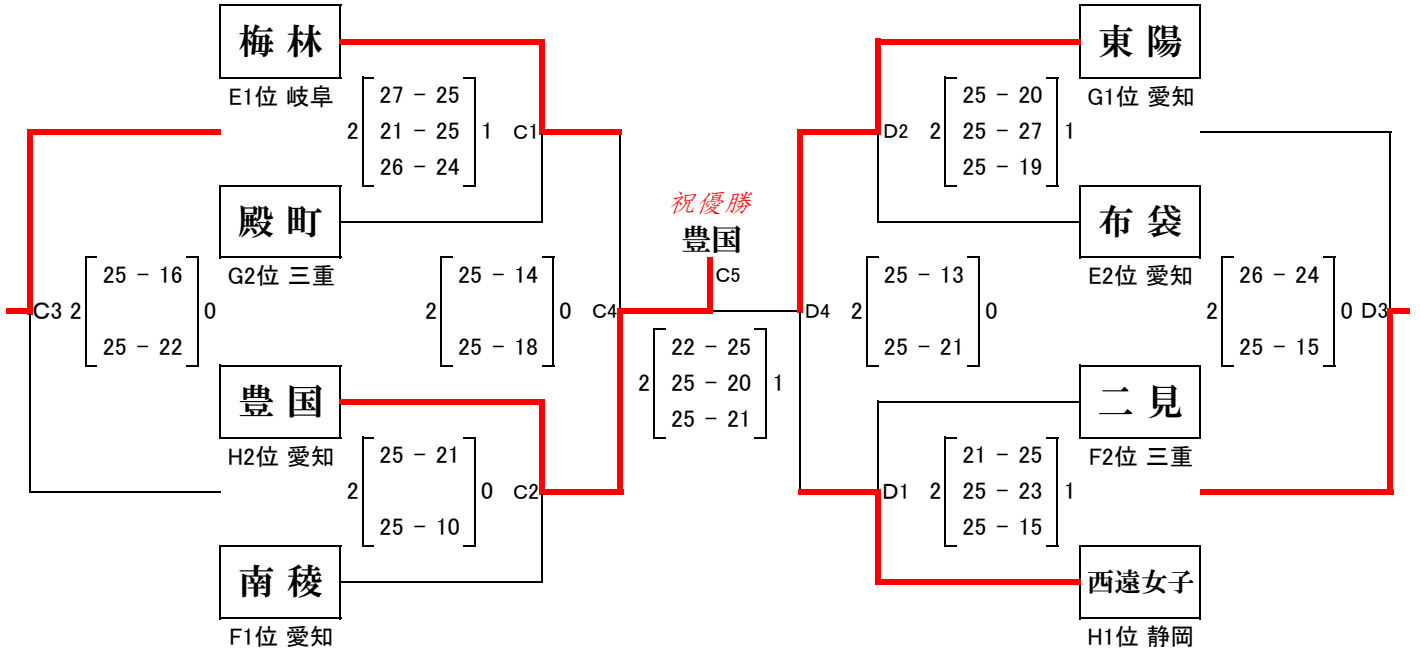 梅林
E1位 岐阜
2 27 － 25 1 C1
21 － 25
26 － 24
殿町
G2位 三重
C3 2 25 － 16 0
25 － 22
2 25 － 14 0 C4
25 － 18
豊国
H2位 愛知
2 25 － 21 0 C2
25 － 10
南稜
F1位 愛知
祝優勝
豊国
C5
2 22 － 25 1
25 － 20
25 － 21
東陽
G1位 愛知
D2 2 25 － 20 1
25 － 27
25 － 19
布袋
E2位 愛知
D4 2 25 － 13 0
25 － 21
2 26 － 24 0 D3
25 － 15
二見
F2位 三重
D1 2 21 － 25 1
25 － 23
25 － 15
西遠女子
H1位 静岡